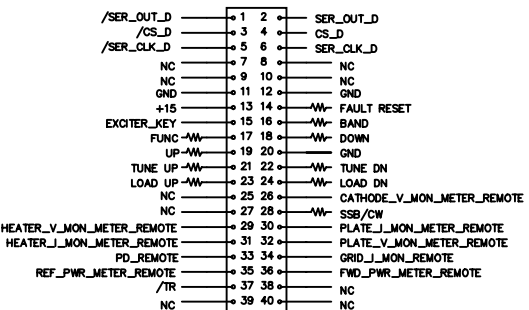 /SER_OUT_D 1 2 SER_OUT_D
/CS_D 3 4 CS_D
/SER_CLK_D 5 6 SER_CLK_D
NC 7 8 NC
NC 9 10 NC
GND 11 12 GND
+15 13 14 FAULT RESET
EXCITER_KEY 15 16 BAND
FUNC 17 18 DOWN
UP 19 20 GND
TUNE UP 21 22 TUNE DN
LOAD UP 23 24 LOAD DN
NC 25 26 CATHODE_V_MON_METER_REMOTE
NC 27 28 SSB/CW
HEATER_V_MON_METER_REMOTE 29 30 PLATE_I_MON_METER_REMOTE
HEATER_I_MON_METER_REMOTE 31 32 PLATE_V_MON_METER_REMOTE
PD_REMOTE 33 34 GRID_I_MON_METER_REMOTE
REF_PWR_METER_REMOTE 35 36 FWD_PWR_METER_REMOTE
/TR 37 38 NC
NC 39 40 NC